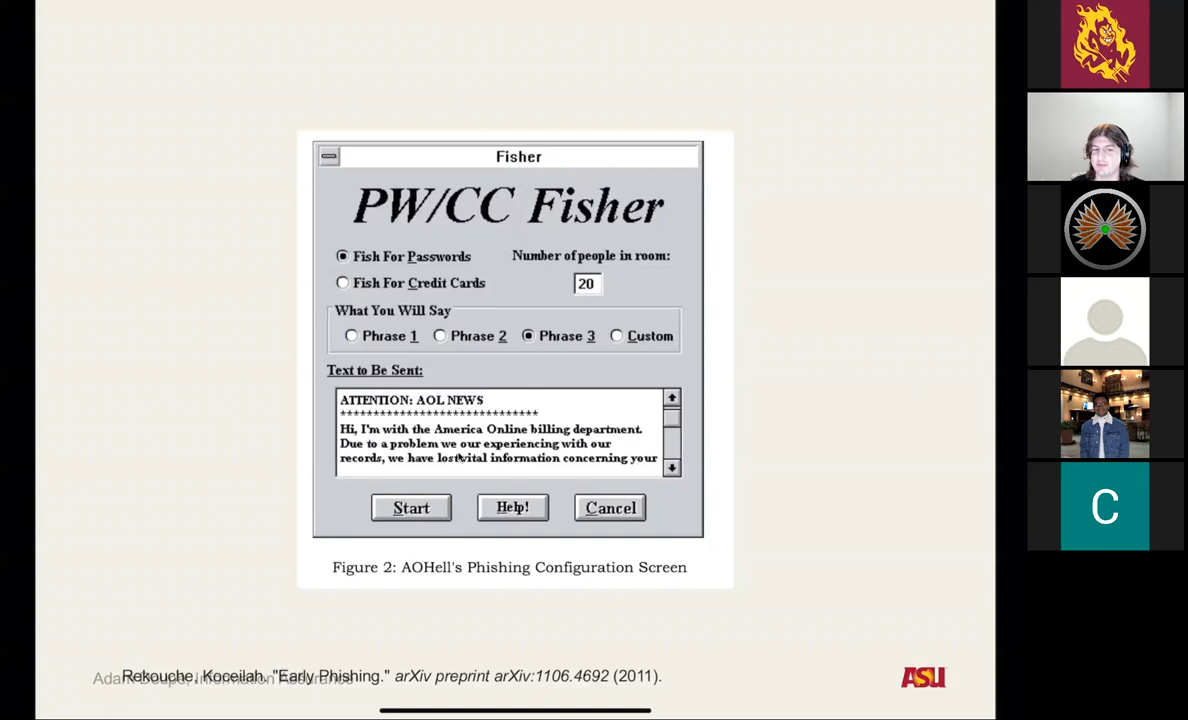 Fisher
PW/CC Fisher
Fish For Passwords
Number of people in room:
Fish For Credit Cards
20
What You Will Say
Phrase 1
Phrase 2
Phrase 3
Custom
Text to Be Sent:
ATTENTION: AOL NEWS
******************************
Hi, I'm with the America Online billing department.
Due to a problem we our experiencing with our
records, we have lost vital information concerning your
Start
Help!
Cancel
Figure 2: AOHell's Phishing Configuration Screen
Adam Doupé, Information Assurance
Rekouche, Koceilah. "Early Phishing." arXiv preprint arXiv:1106.4692 (2011).
ASU
C